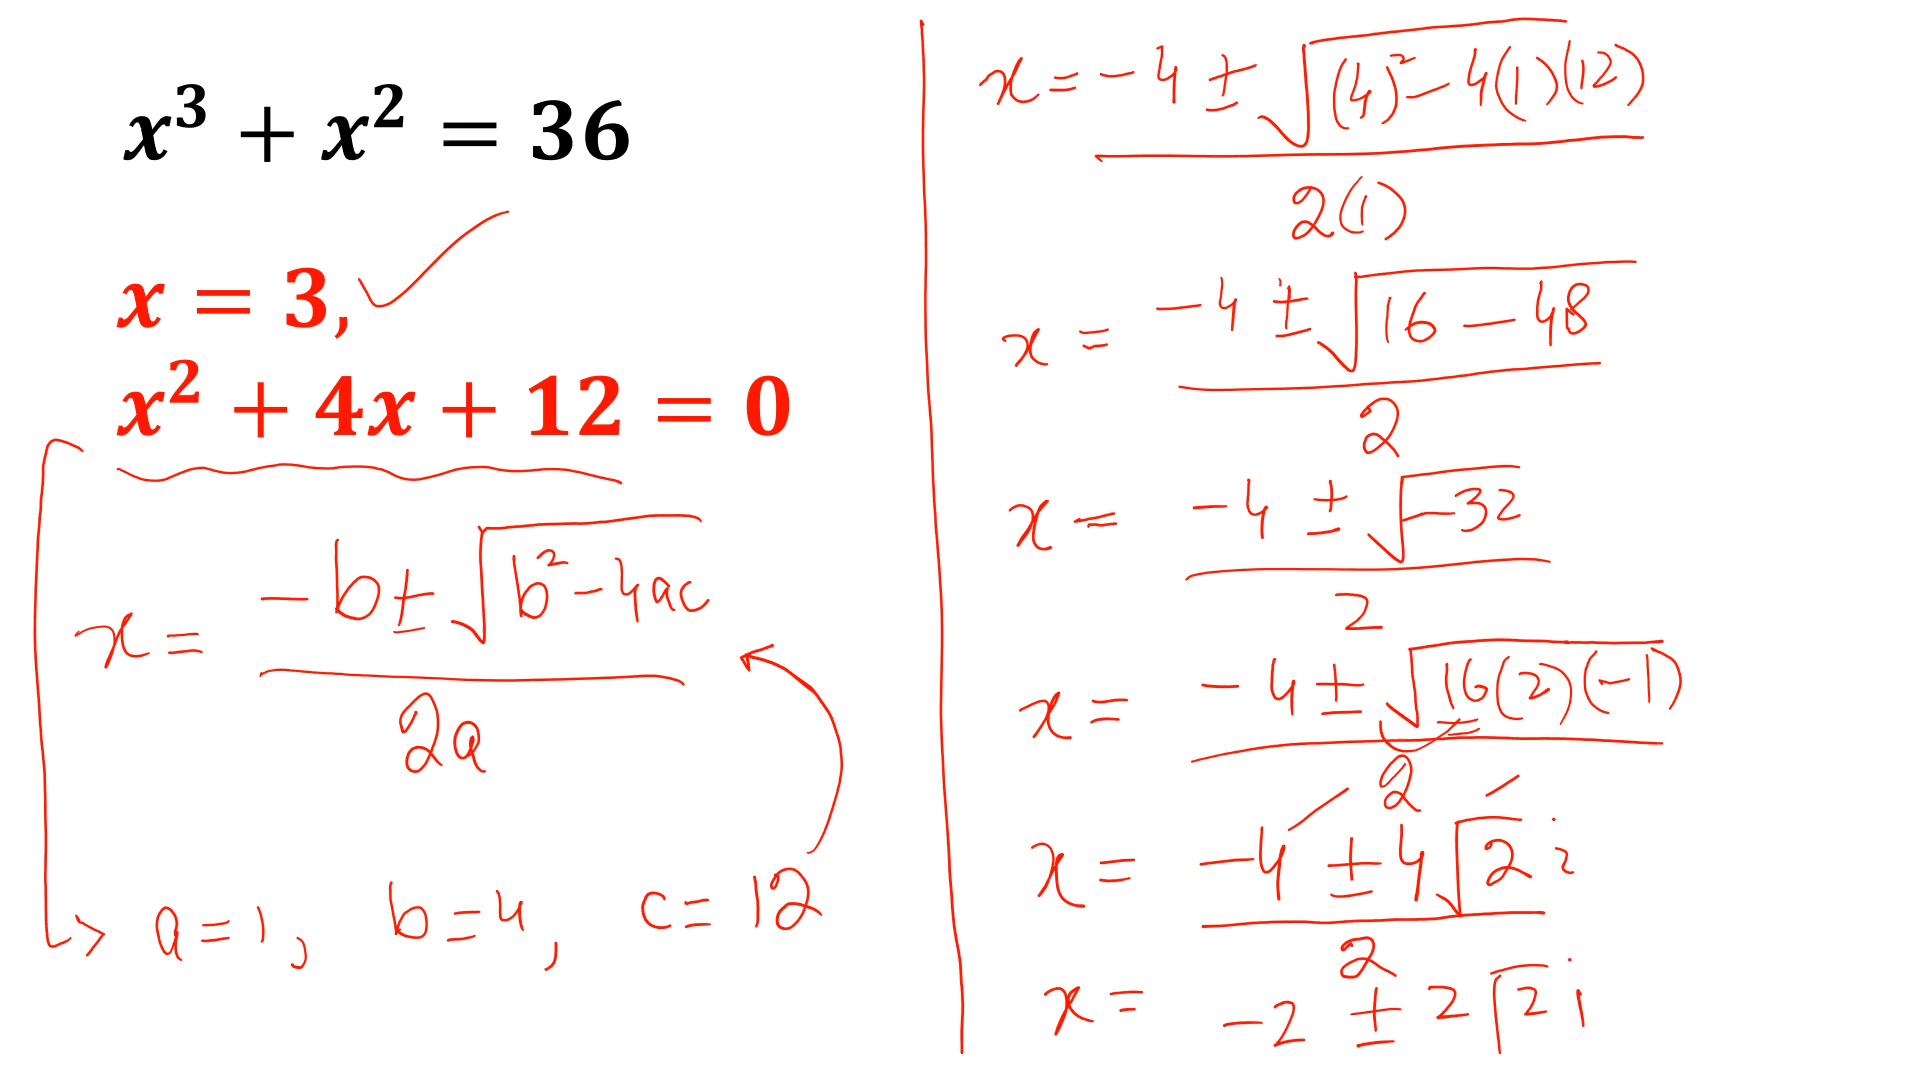 x³ + x² = 36
x = 3,
x² + 4x + 12 = 0
x = (-b ± √(b² - 4ac)) / 2a
a = 1, b = 4, c = 12
x = (-4 ± √((4)² - 4(1)(12))) / 2(1)
x = (-4 ± √(16 - 48)) / 2
x = (-4 ± √(-32)) / 2
x = (-4 ± √(16(2)(-1))) / 2
x = (-4 ± 4√2 i) / 2
x = -2 ± 2√2 i